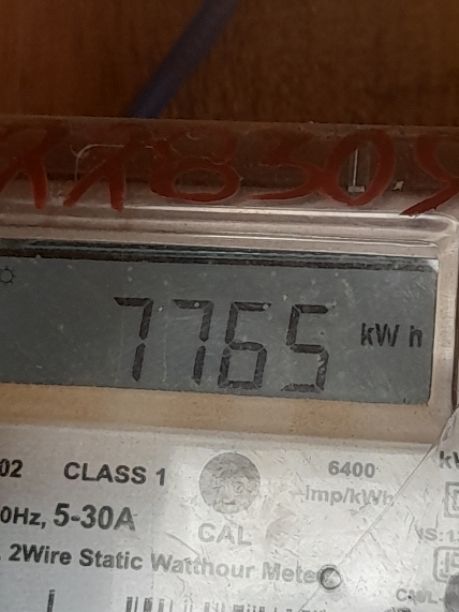 7765 kWh
02 CLASS 1
6400
imp/kWh
0Hz, 5-30A
CAL
2Wire Static Watthour Meter